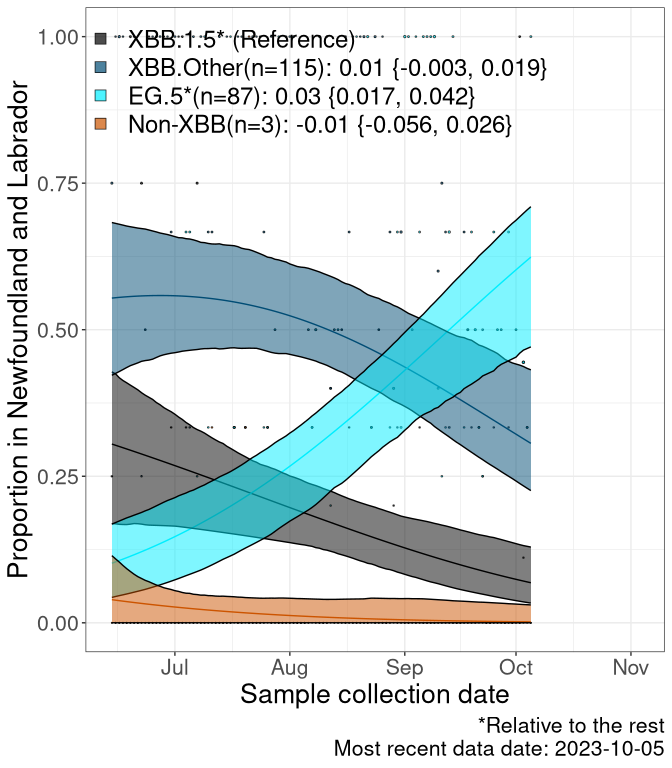 XBB.1.5* (Reference)
XBB.Other(n=115): 0.01 {-0.003, 0.019}
EG.5*(n=87): 0.03 {0.017, 0.042}
Non-XBB(n=3): -0.01 {-0.056, 0.026}
Proportion in Newfoundland and Labrador
1.00
0.75
0.50
0.25
0.00
Jul Aug Sep Oct Nov
Sample collection date
*Relative to the rest
Most recent data date: 2023-10-05